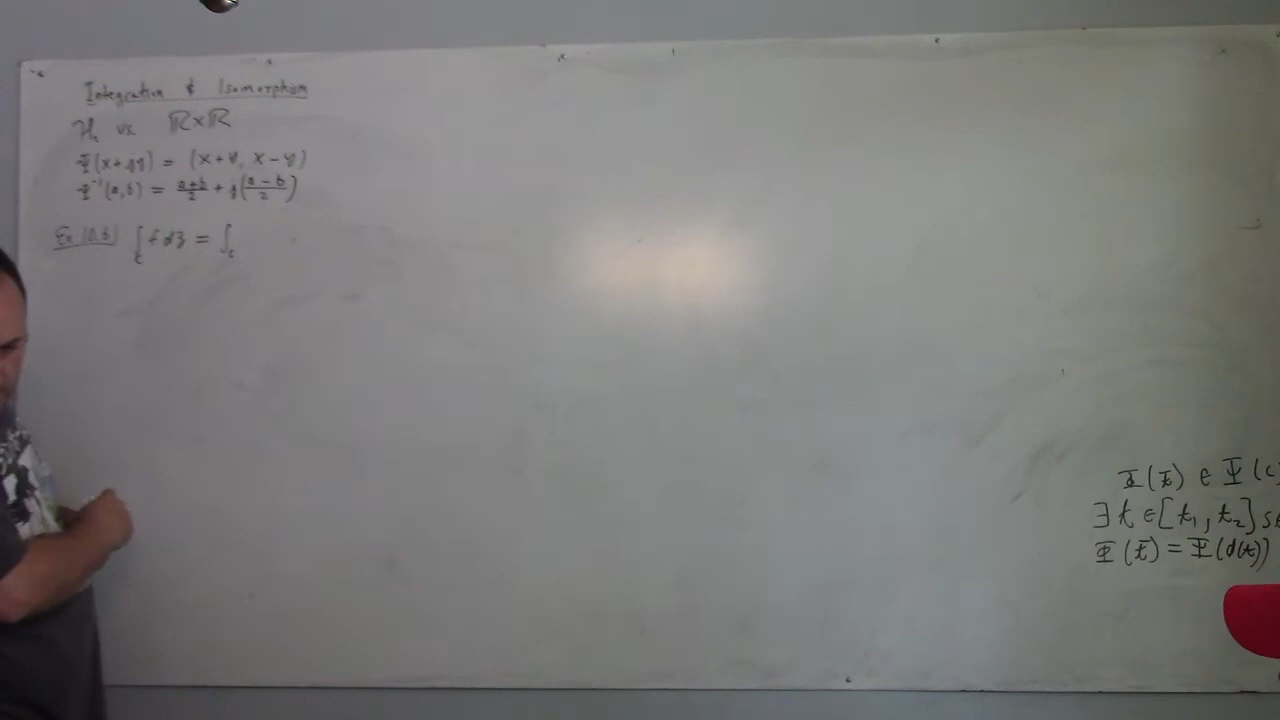 Integration & Isomorphism
ℋ vs ℝ×ℝ
Φ(x+jy) = (x+y, x-y)
Φ⁻¹(a,b) = (a+b)/2 + j((a-b)/2)
Ex 10.6 ∫_C f dz = ∫_C
∃ t ∈ [t₁, t₂]